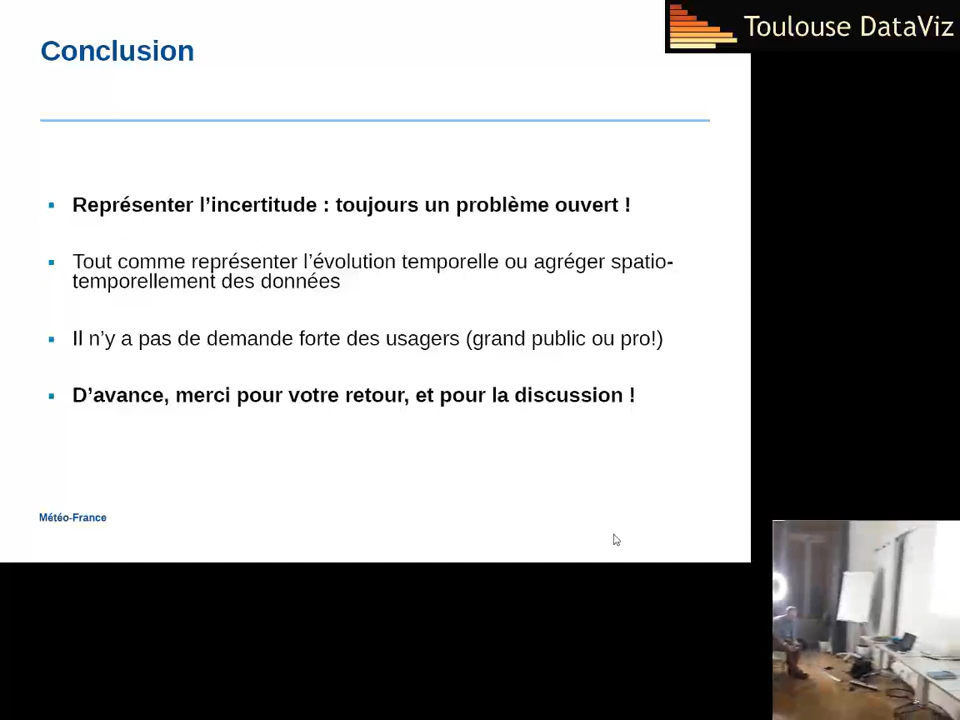 Toulouse DataViz
Conclusion
Représenter l’incertitude : toujours un problème ouvert !
Tout comme représenter l’évolution temporelle ou agréger spatio-
temporellement des données
Il n’y a pas de demande forte des usagers (grand public ou pro!)
D’avance, merci pour votre retour, et pour la discussion !
Météo-France